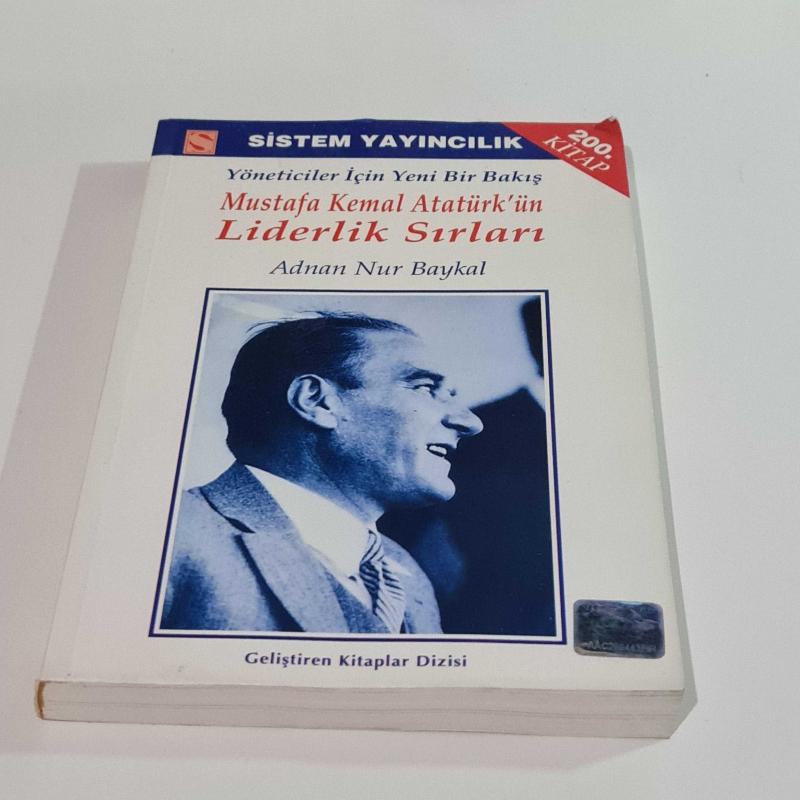 SİSTEM YAYINCILIK
200.
KİTAP
Yöneticiler İçin Yeni Bir Bakış
Mustafa Kemal Atatürk'ün
Liderlik Sırları
Adnan Nur Baykal
Geliştiren Kitaplar Dizisi